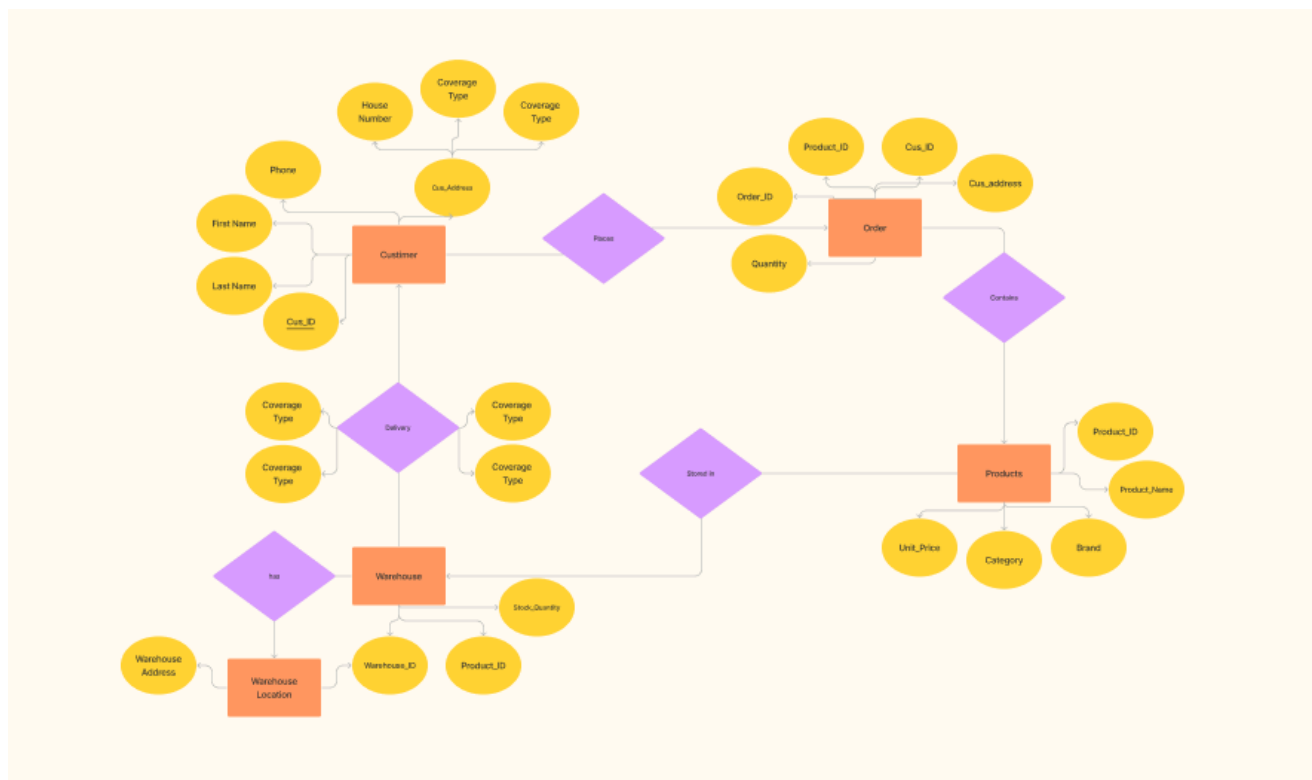 Coverage
Type
House
Number
Coverage
Type
Phone
Cus_Address
First Name
Last Name
Custimer
Cus_ID
Places
Product_ID
Cus_ID
Cus_address
Order_ID
Order
Quantity
Contains
Coverage
Type
Coverage
Type
Delivery
Coverage
Type
Coverage
Type
Stored in
Products
Product_ID
Product_Name
Unit_Price
Category
Brand
has
Warehouse
Stock_Quantity
Warehouse
Address
Warehouse
Location
Warehouse_ID
Product_ID